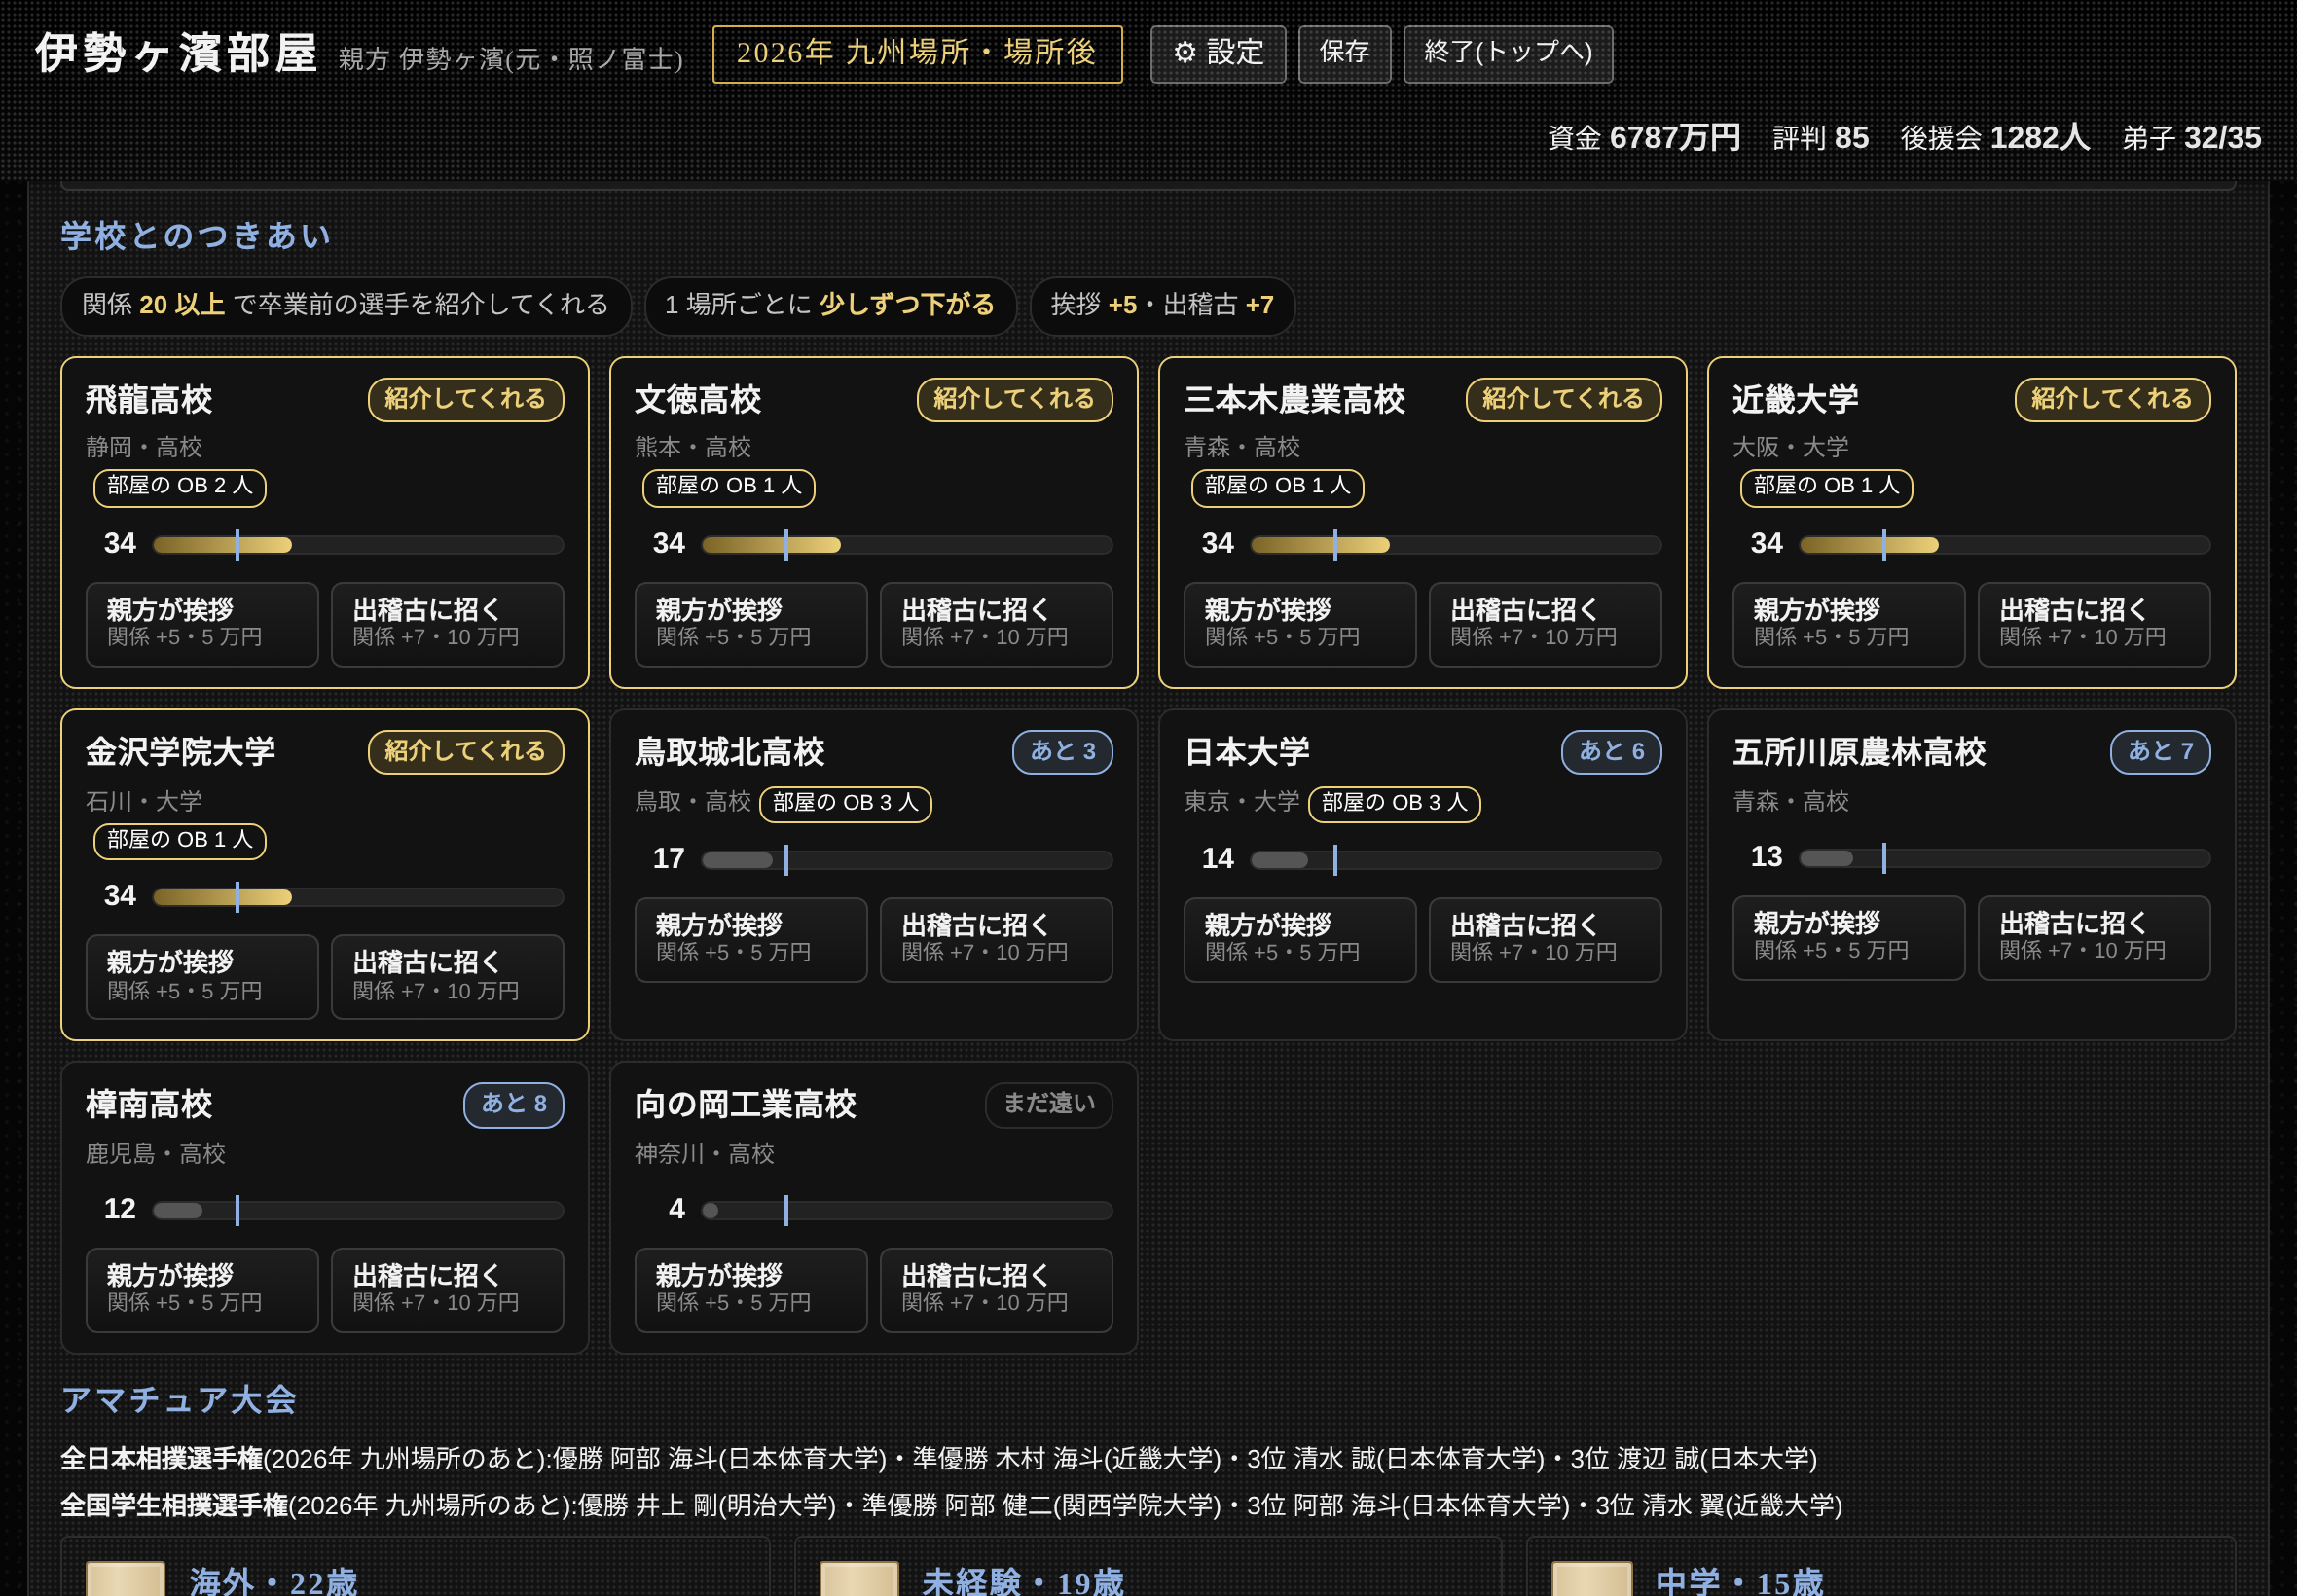 伊勢ヶ濱部屋 親方 伊勢ヶ濱(元・照ノ富士) 2026年 九州場所・場所後 ⚙ 設定 保存 終了(トップへ)
資金 6787万円 評判 85 後援会 1282人 弟子 32/35
学校とのつきあい
関係 20 以上 で卒業前の選手を紹介してくれる 1 場所ごとに 少しずつ下がる 挨拶 +5・出稽古 +7
飛龍高校 紹介してくれる
静岡・高校
部屋の OB 2 人
34
親方が挨拶 出稽古に招く
関係 +5・5 万円 関係 +7・10 万円
文徳高校 紹介してくれる
熊本・高校
部屋の OB 1 人
34
親方が挨拶 出稽古に招く
関係 +5・5 万円 関係 +7・10 万円
三本木農業高校 紹介してくれる
青森・高校
部屋の OB 1 人
34
親方が挨拶 出稽古に招く
関係 +5・5 万円 関係 +7・10 万円
近畿大学 紹介してくれる
大阪・大学
部屋の OB 1 人
34
親方が挨拶 出稽古に招く
関係 +5・5 万円 関係 +7・10 万円
金沢学院大学 紹介してくれる
石川・大学
部屋の OB 1 人
34
親方が挨拶 出稽古に招く
関係 +5・5 万円 関係 +7・10 万円
鳥取城北高校 あと 3
鳥取・高校 部屋の OB 3 人
17
親方が挨拶 出稽古に招く
関係 +5・5 万円 関係 +7・10 万円
日本大学 あと 6
東京・大学 部屋の OB 3 人
14
親方が挨拶 出稽古に招く
関係 +5・5 万円 関係 +7・10 万円
五所川原農林高校 あと 7
青森・高校
13
親方が挨拶 出稽古に招く
関係 +5・5 万円 関係 +7・10 万円
樟南高校 あと 8
鹿児島・高校
12
親方が挨拶 出稽古に招く
関係 +5・5 万円 関係 +7・10 万円
向の岡工業高校 まだ遠い
神奈川・高校
4
親方が挨拶 出稽古に招く
関係 +5・5 万円 関係 +7・10 万円
アマチュア大会
全日本相撲選手権(2026年 九州場所のあと):優勝 阿部 海斗(日本体育大学)・準優勝 木村 海斗(近畿大学)・3位 清水 誠(日本体育大学)・3位 渡辺 誠(日本大学)
全国学生相撲選手権(2026年 九州場所のあと):優勝 井上 剛(明治大学)・準優勝 阿部 健二(関西学院大学)・3位 阿部 海斗(日本体育大学)・3位 清水 翼(近畿大学)
海外・22歳 未経験・19歳 中学・15歳